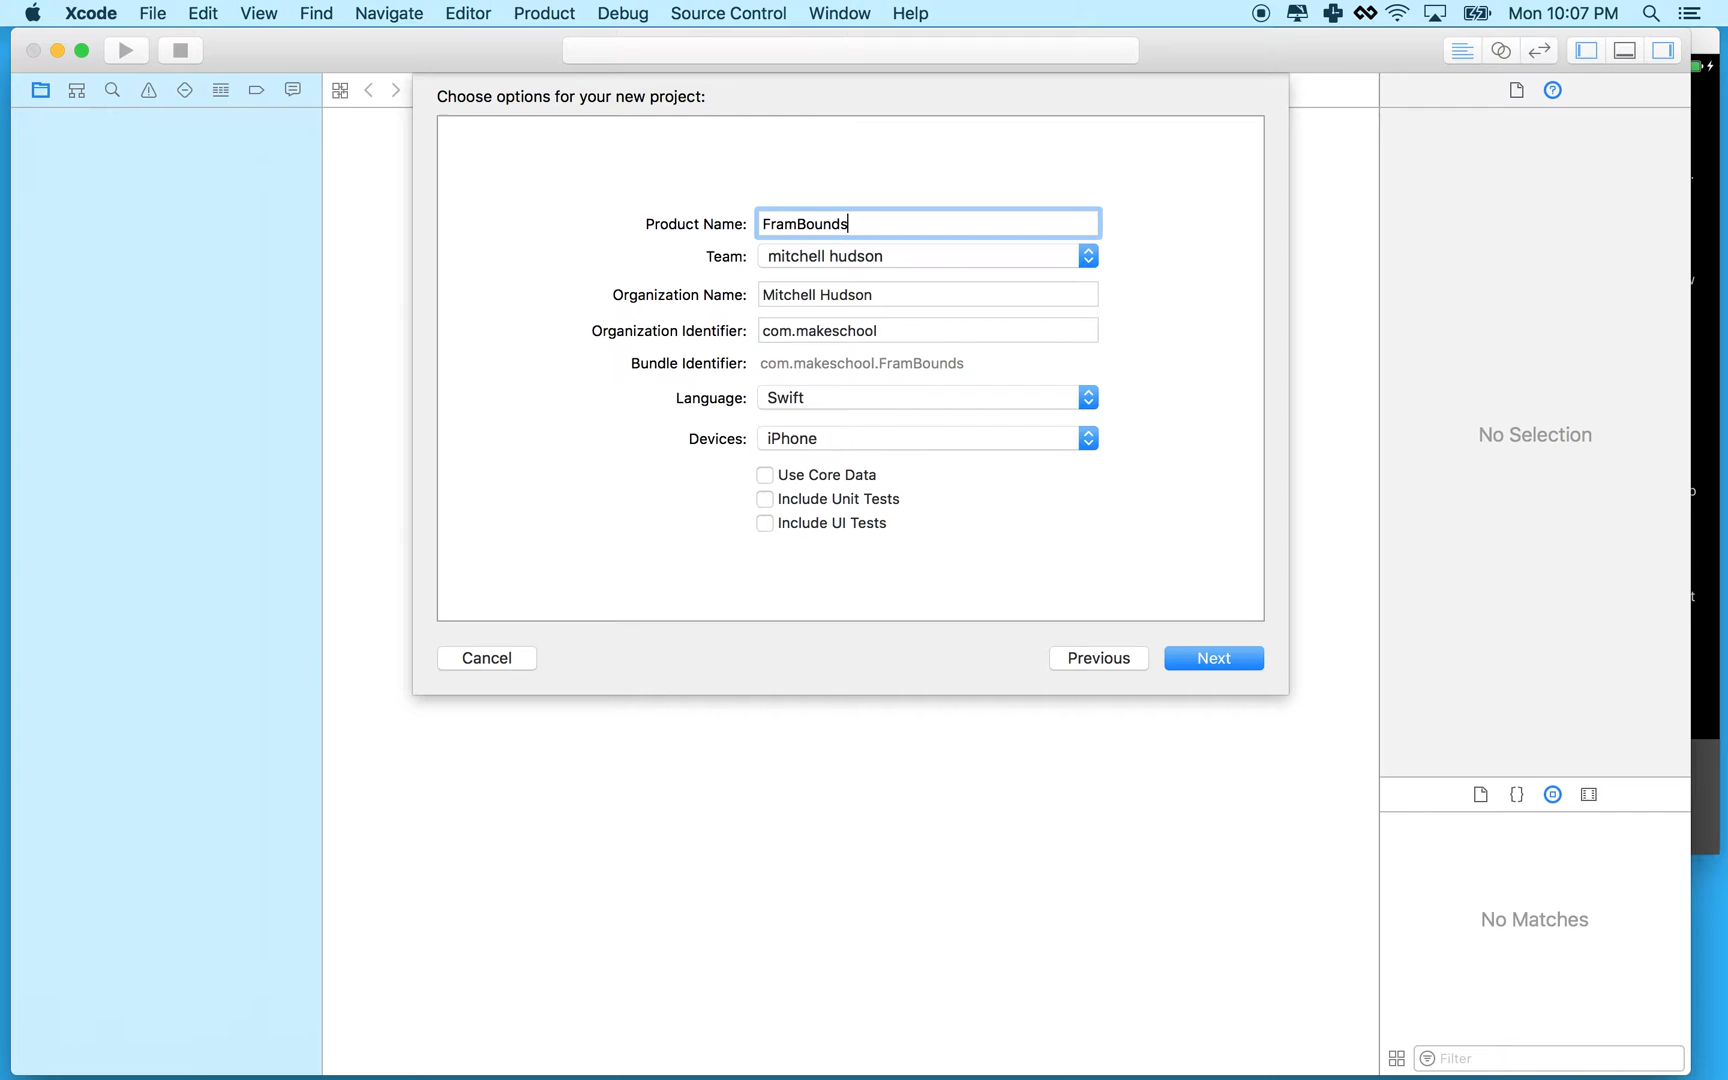 Xcode File Edit View Find Navigate Editor Product Debug Source Control Window Help Mon 10:07 PM
Choose options for your new project:
Product Name: FramBounds
Team: mitchell hudson
Organization Name: Mitchell Hudson
Organization Identifier: com.makeschool
Bundle Identifier: com.makeschool.FramBounds
Language: Swift
Devices: iPhone
Use Core Data
Include Unit Tests
Include UI Tests
Cancel Previous Next
No Selection
No Matches
Filter